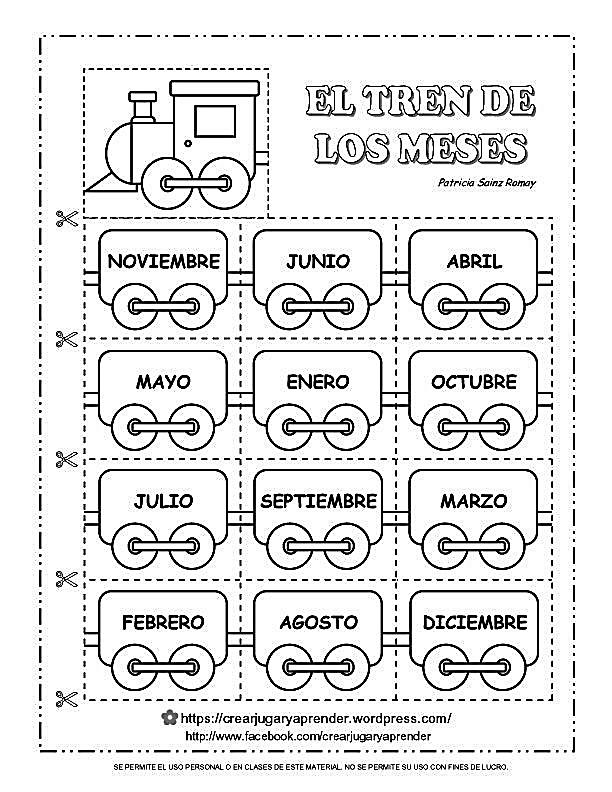 EL TREN DE
LOS MESES
Patricia Sainz Romay
NOVIEMBRE JUNIO ABRIL
MAYO ENERO OCTUBRE
JULIO SEPTIEMBRE MARZO
FEBRERO AGOSTO DICIEMBRE
https://crearjugaryaprender.wordpress.com/
http://www.facebook.com/crearjugaryaprender
SE PERMITE EL USO PERSONAL O EN CLASES DE ESTE MATERIAL. NO SE PERMITE SU USO CON FINES DE LUCRO.